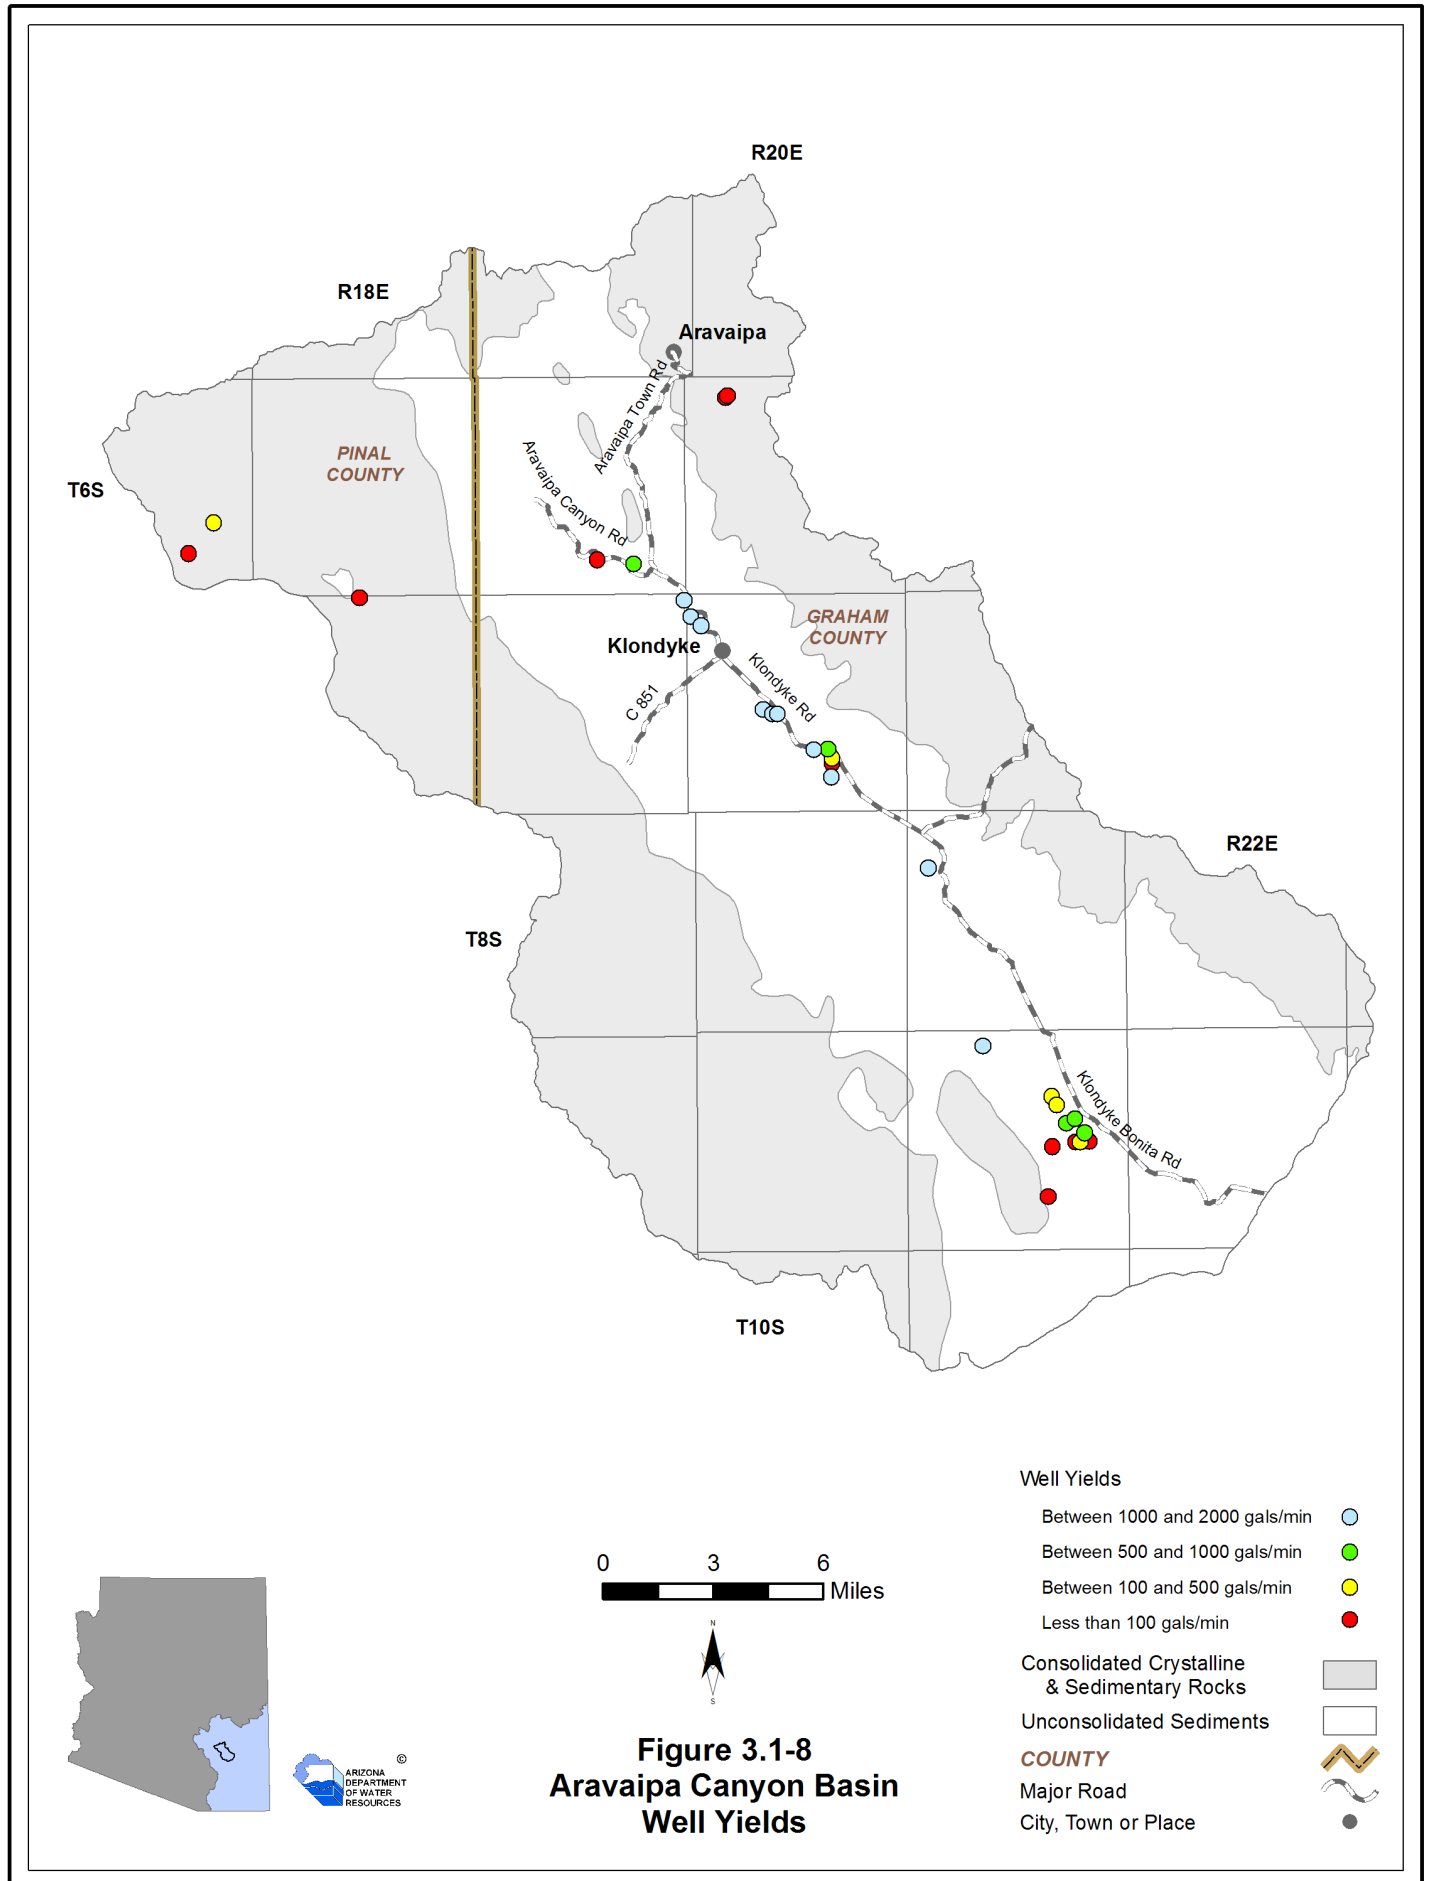 R20E
R18E
Aravaipa
Aravaipa Town Rd
PINAL
COUNTY
Aravaipa Canyon Rd
T6S
GRAHAM
COUNTY
Klondyke
Klondyke Rd
C 851
R22E
T8S
Klondyke Bonita Rd
T10S
Well Yields
Between 1000 and 2000 gals/min
Between 500 and 1000 gals/min
Between 100 and 500 gals/min
Less than 100 gals/min
Consolidated Crystalline
& Sedimentary Rocks
Unconsolidated Sediments
COUNTY
Major Road
City, Town or Place
0 3 6
Miles
N
S
©
ARIZONA
DEPARTMENT
OF WATER
RESOURCES
Figure 3.1-8
Aravaipa Canyon Basin
Well Yields